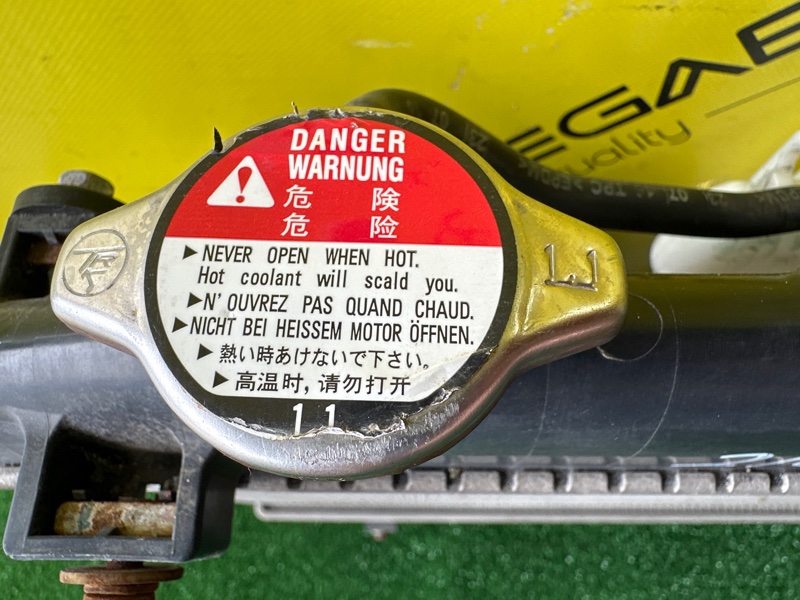 DANGER
WARNUNG
危 険
危 险
▶ NEVER OPEN WHEN HOT.
Hot coolant will scald you.
▶ N'OUVREZ PAS QUAND CHAUD.
▶ NICHT BEI HEISSEM MOTOR ÖFFNEN.
▶ 熱い時あけないで下さい。
▶ 高温时,请勿打开
E